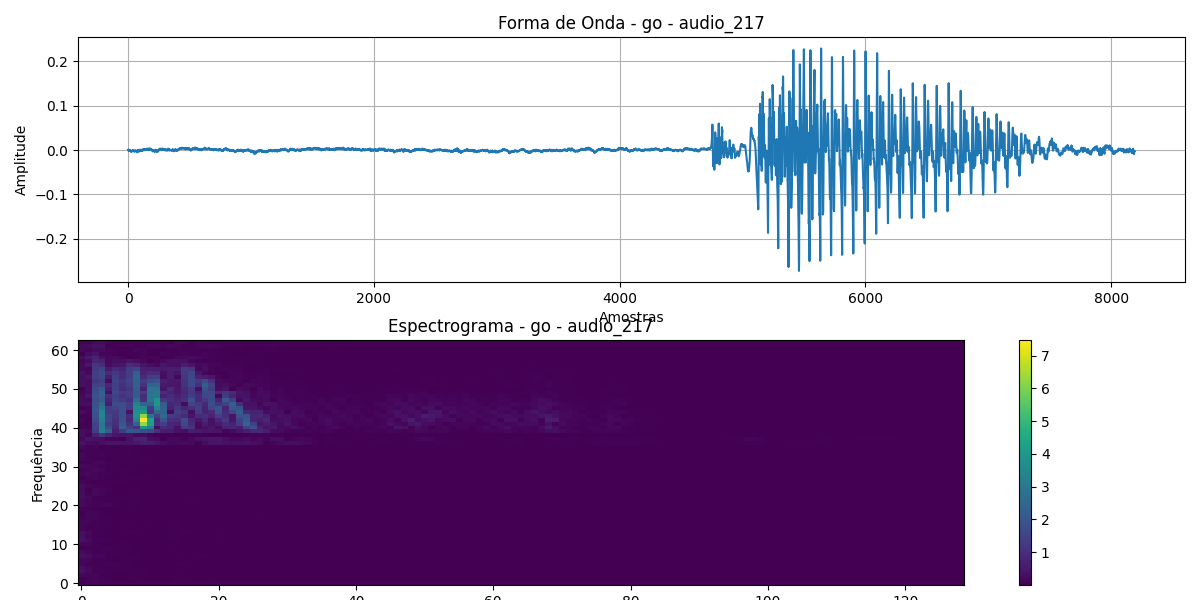 Forma de Onda - go - audio_217
Amplitude
0.2
0.1
0.0
−0.1
−0.2
0 2000 4000 6000 8000
Amostras
Espectrograma - go - audio_217
Frequência
60
50
40
30
20
10
0
0 20 40 60 80 100 120
7
6
5
4
3
2
1